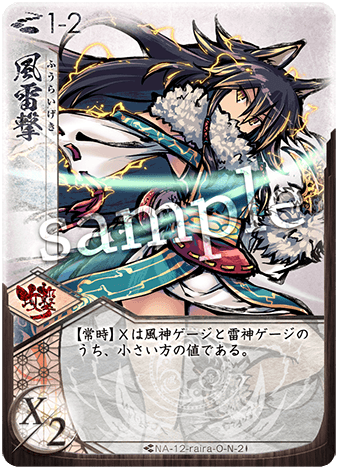 1-2
風雷撃
ふうらいげき
sample
攻撃
【常時】Xは風神ゲージと雷神ゲージの
うち、小さい方の値である。
X/2
NA-12-raira-O-N-2